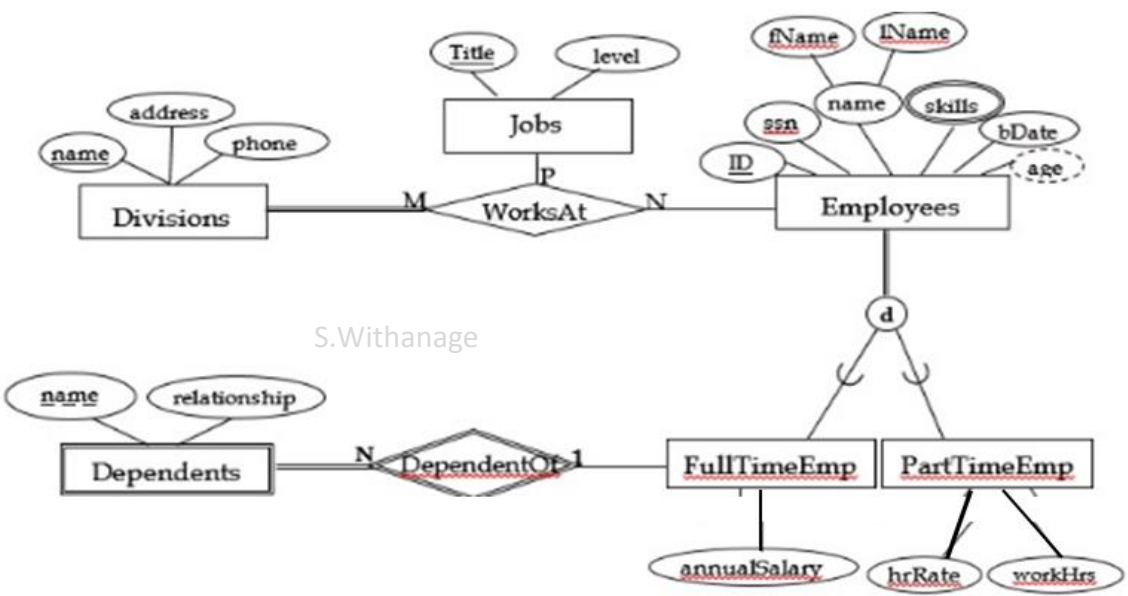 fName
lName
Title
level
name
skills
address
ssn
bDate
name
phone
Jobs
ID
age
P
Divisions
M
WorksAt
N
Employees
d
S.Withanage
name
relationship
N
DependentOf
1
Dependents
FullTimeEmp
PartTimeEmp
annualSalary
hrRate
workHrs